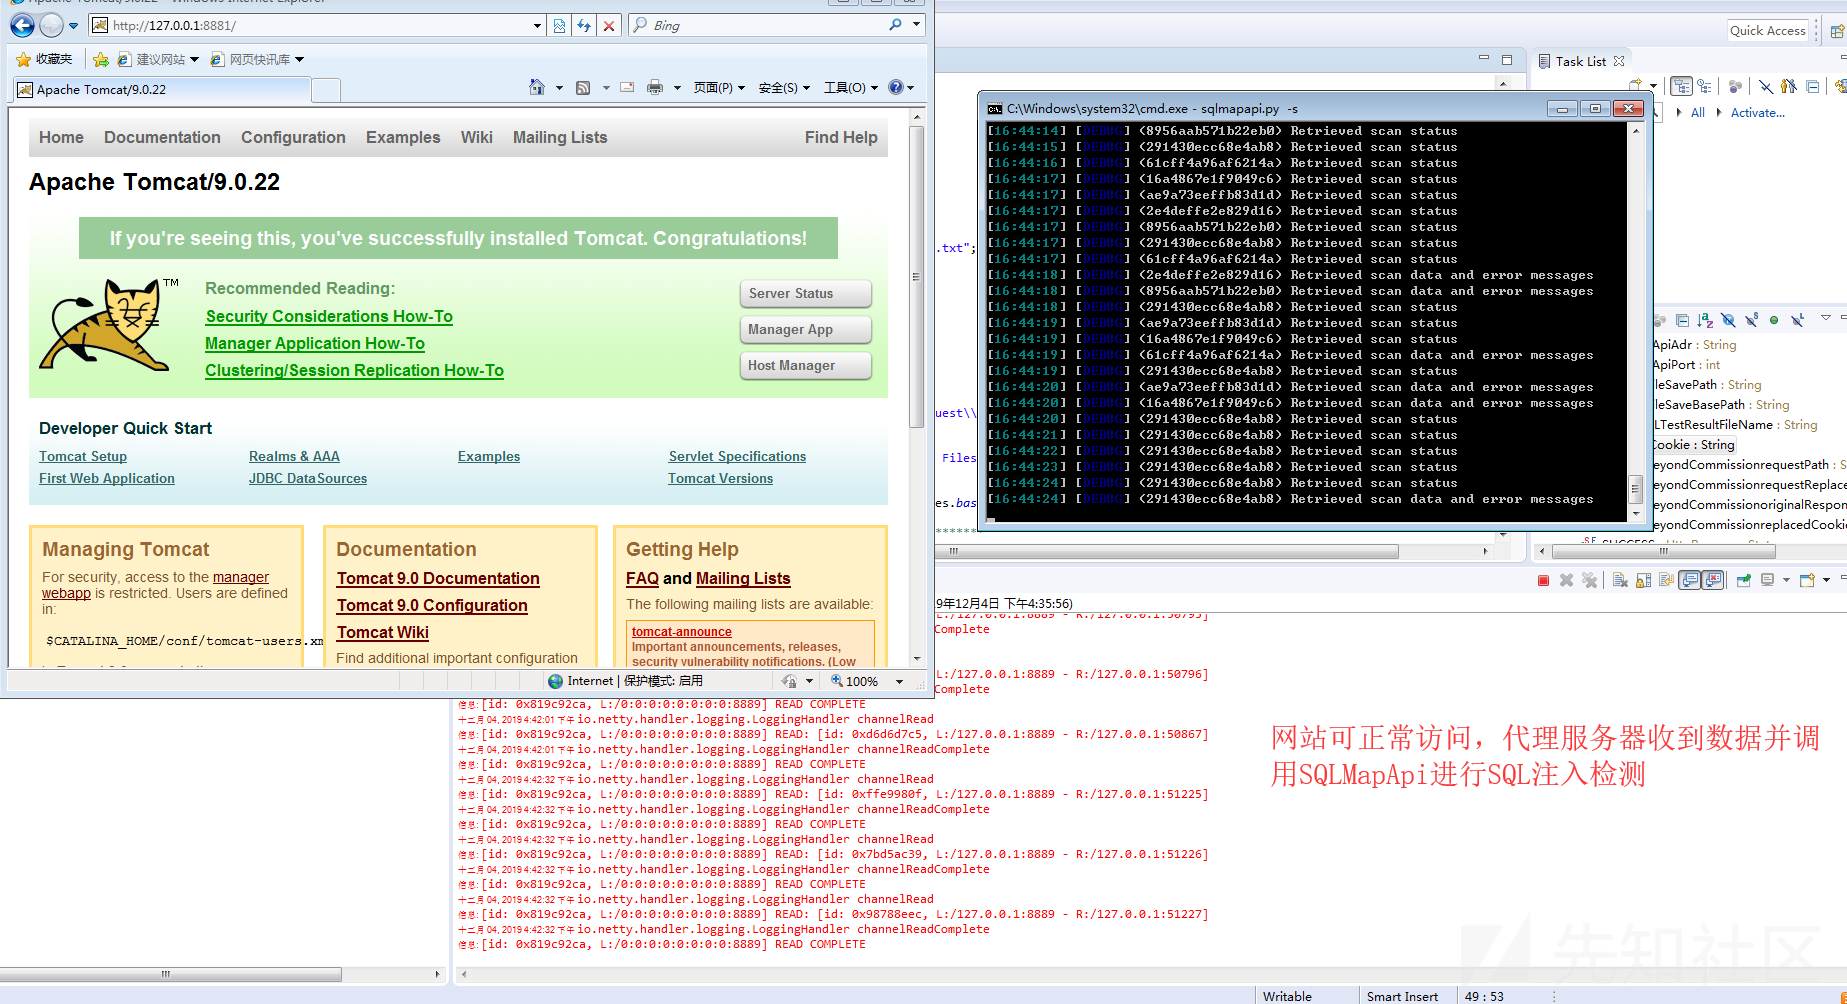 Apache Tomcat/9.0.22 - Windows Internet Explorer
http://127.0.0.1:8881/
Bing
收藏夹
建议网站
网页快讯库
Apache Tomcat/9.0.22
页面(P)
安全(S)
工具(O)
Home
Documentation
Configuration
Examples
Wiki
Mailing Lists
Find Help
Apache Tomcat/9.0.22
If you're seeing this, you've successfully installed Tomcat. Congratulations!
TM
Recommended Reading:
Security Considerations How-To
Manager Application How-To
Clustering/Session Replication How-To
Server Status
Manager App
Host Manager
Developer Quick Start
Tomcat Setup
Realms & AAA
Examples
Servlet Specifications
First Web Application
JDBC DataSources
Tomcat Versions
Managing Tomcat
For security, access to the manager
webapp is restricted. Users are defined
in:
$CATALINA_HOME/conf/tomcat-users.xm
Documentation
Tomcat 9.0 Documentation
Tomcat 9.0 Configuration
Tomcat Wiki
Find additional important configuration
Getting Help
FAQ and Mailing Lists
The following mailing lists are available:
tomcat-announce
Important announcements, releases,
security vulnerability notifications. (Low
Internet | 保护模式: 启用
100%
Quick Access
Task List
All
Activate...
.txt";
uest\\
Files
es.bas
*****
C:\Windows\system32\cmd.exe - sqlmapapi.py -s
[16:44:14] [DEBUG] (8956aab571b22eb0) Retrieved scan status
[16:44:15] [DEBUG] (291430ecc68e4ab8) Retrieved scan status
[16:44:16] [DEBUG] (61cff4a96af6214a) Retrieved scan status
[16:44:17] [DEBUG] (16a4867e1f9049c6) Retrieved scan status
[16:44:17] [DEBUG] (ae9a73eeffb83d1d) Retrieved scan status
[16:44:17] [DEBUG] (2e4deffe2e829d16) Retrieved scan status
[16:44:17] [DEBUG] (8956aab571b22eb0) Retrieved scan status
[16:44:17] [DEBUG] (291430ecc68e4ab8) Retrieved scan status
[16:44:17] [DEBUG] (61cff4a96af6214a) Retrieved scan status
[16:44:18] [DEBUG] (2e4deffe2e829d16) Retrieved scan data and error messages
[16:44:18] [DEBUG] (8956aab571b22eb0) Retrieved scan data and error messages
[16:44:18] [DEBUG] (291430ecc68e4ab8) Retrieved scan status
[16:44:19] [DEBUG] (ae9a73eeffb83d1d) Retrieved scan status
[16:44:19] [DEBUG] (16a4867e1f9049c6) Retrieved scan status
[16:44:19] [DEBUG] (61cff4a96af6214a) Retrieved scan data and error messages
[16:44:19] [DEBUG] (291430ecc68e4ab8) Retrieved scan status
[16:44:20] [DEBUG] (ae9a73eeffb83d1d) Retrieved scan data and error messages
[16:44:20] [DEBUG] (16a4867e1f9049c6) Retrieved scan data and error messages
[16:44:20] [DEBUG] (291430ecc68e4ab8) Retrieved scan status
[16:44:21] [DEBUG] (291430ecc68e4ab8) Retrieved scan status
[16:44:22] [DEBUG] (291430ecc68e4ab8) Retrieved scan status
[16:44:23] [DEBUG] (291430ecc68e4ab8) Retrieved scan status
[16:44:24] [DEBUG] (291430ecc68e4ab8) Retrieved scan status
[16:44:24] [DEBUG] (291430ecc68e4ab8) Retrieved scan data and error messages
ApiAdr : String
ApiPort : int
leSavePath : String
leSaveBasePath : String
LTestResultFileName : String
Cookie : String
eyondCommissionrequestPath : S
eyondCommissionrequestReplace
eyondCommissionoriginalRespon
eyondCommissionreplacedCooki
9年12月4日 下午4:35:56)
L:/127.0.0.1:8889 - R:/127.0.0.1:50795]
Complete
L:/127.0.0.1:8889 - R:/127.0.0.1:50796]
Complete
信息: [id: 0x819c92ca, L:/0:0:0:0:0:0:0:0:8889] READ COMPLETE
十二月 04, 2019 4:42:01 下午 io.netty.handler.logging.LoggingHandler channelRead
信息: [id: 0x819c92ca, L:/0:0:0:0:0:0:0:0:8889] READ: [id: 0xd6d6d7c5, L:/127.0.0.1:8889 - R:/127.0.0.1:50867]
十二月 04, 2019 4:42:01 下午 io.netty.handler.logging.LoggingHandler channelReadComplete
信息: [id: 0x819c92ca, L:/0:0:0:0:0:0:0:0:8889] READ COMPLETE
十二月 04, 2019 4:42:32 下午 io.netty.handler.logging.LoggingHandler channelRead
信息: [id: 0x819c92ca, L:/0:0:0:0:0:0:0:0:8889] READ: [id: 0xffe9980f, L:/127.0.0.1:8889 - R:/127.0.0.1:51225]
十二月 04, 2019 4:42:32 下午 io.netty.handler.logging.LoggingHandler channelReadComplete
信息: [id: 0x819c92ca, L:/0:0:0:0:0:0:0:0:8889] READ COMPLETE
十二月 04, 2019 4:42:32 下午 io.netty.handler.logging.LoggingHandler channelRead
信息: [id: 0x819c92ca, L:/0:0:0:0:0:0:0:0:8889] READ: [id: 0x7bd5ac39, L:/127.0.0.1:8889 - R:/127.0.0.1:51226]
十二月 04, 2019 4:42:32 下午 io.netty.handler.logging.LoggingHandler channelReadComplete
信息: [id: 0x819c92ca, L:/0:0:0:0:0:0:0:0:8889] READ COMPLETE
十二月 04, 2019 4:42:32 下午 io.netty.handler.logging.LoggingHandler channelRead
信息: [id: 0x819c92ca, L:/0:0:0:0:0:0:0:0:8889] READ: [id: 0x98788eec, L:/127.0.0.1:8889 - R:/127.0.0.1:51227]
十二月 04, 2019 4:42:32 下午 io.netty.handler.logging.LoggingHandler channelReadComplete
信息: [id: 0x819c92ca, L:/0:0:0:0:0:0:0:0:8889] READ COMPLETE
网站可正常访问，代理服务器收到数据并调
用SQLMapApi进行SQL注入检测
先知社区
Writable
Smart Insert
49 : 53